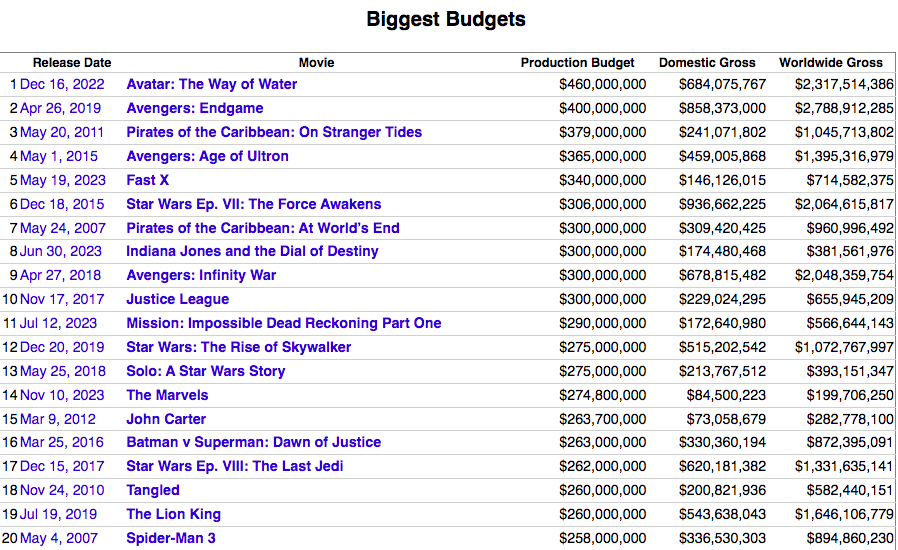 Biggest Budgets
Release Date Movie Production Budget Domestic Gross Worldwide Gross
1 Dec 16, 2022 Avatar: The Way of Water $460,000,000 $684,075,767 $2,317,514,386
2 Apr 26, 2019 Avengers: Endgame $400,000,000 $858,373,000 $2,788,912,285
3 May 20, 2011 Pirates of the Caribbean: On Stranger Tides $379,000,000 $241,071,802 $1,045,713,802
4 May 1, 2015 Avengers: Age of Ultron $365,000,000 $459,005,868 $1,395,316,979
5 May 19, 2023 Fast X $340,000,000 $146,126,015 $714,582,375
6 Dec 18, 2015 Star Wars Ep. VII: The Force Awakens $306,000,000 $936,662,225 $2,064,615,817
7 May 24, 2007 Pirates of the Caribbean: At World's End $300,000,000 $309,420,425 $960,996,492
8 Jun 30, 2023 Indiana Jones and the Dial of Destiny $300,000,000 $174,480,468 $381,561,976
9 Apr 27, 2018 Avengers: Infinity War $300,000,000 $678,815,482 $2,048,359,754
10 Nov 17, 2017 Justice League $300,000,000 $229,024,295 $655,945,209
11 Jul 12, 2023 Mission: Impossible Dead Reckoning Part One $290,000,000 $172,640,980 $566,644,143
12 Dec 20, 2019 Star Wars: The Rise of Skywalker $275,000,000 $515,202,542 $1,072,767,997
13 May 25, 2018 Solo: A Star Wars Story $275,000,000 $213,767,512 $393,151,347
14 Nov 10, 2023 The Marvels $274,800,000 $84,500,223 $199,706,250
15 Mar 9, 2012 John Carter $263,700,000 $73,058,679 $282,778,100
16 Mar 25, 2016 Batman v Superman: Dawn of Justice $263,000,000 $330,360,194 $872,395,091
17 Dec 15, 2017 Star Wars Ep. VIII: The Last Jedi $262,000,000 $620,181,382 $1,331,635,141
18 Nov 24, 2010 Tangled $260,000,000 $200,821,936 $582,440,151
19 Jul 19, 2019 The Lion King $260,000,000 $543,638,043 $1,646,106,779
20 May 4, 2007 Spider-Man 3 $258,000,000 $336,530,303 $894,860,230